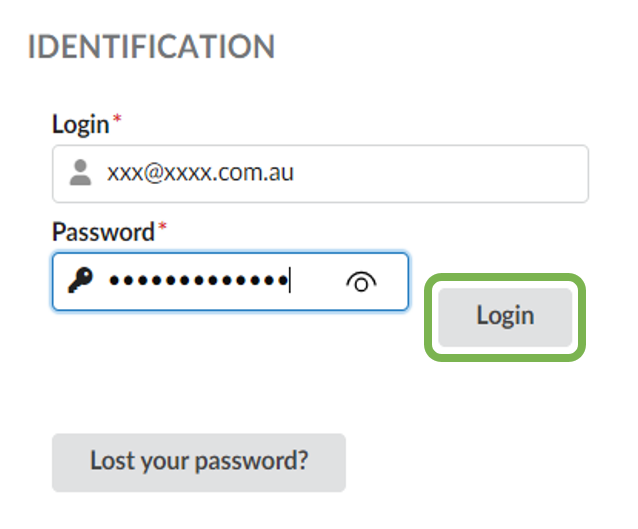 IDENTIFICATION
Login*
xxx@xxxx.com.au
Password*
•••••••••••••
Login
Lost your password?